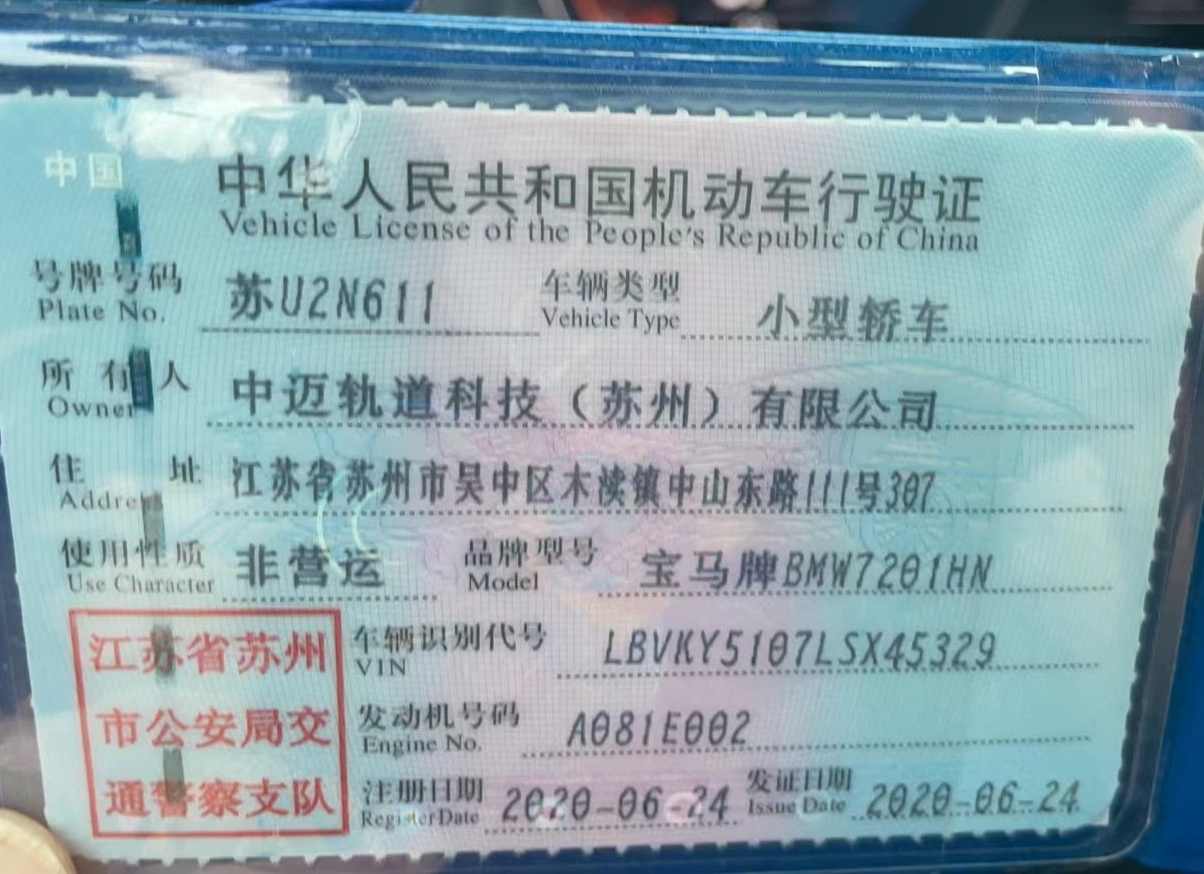 中国
中华人民共和国机动车行驶证
Vehicle License of the People's Republic of China
号牌号码 苏U2N611 车辆类型 小型轿车
Plate No. Vehicle Type
所有人 中迈轨道科技（苏州）有限公司
Owner
住址 江苏省苏州市吴中区木渎镇中山东路111号307
Address
使用性质 非营运 品牌型号 宝马牌BMW7201HN
Use Character Model
江苏省苏州
市公安局交
通警察支队
车辆识别代号 LBVKY5107LSX45329
VIN
发动机号码 A081E002
Engine No.
注册日期 2020-06-24 发证日期 2020-06-24
Register Date Issue Date